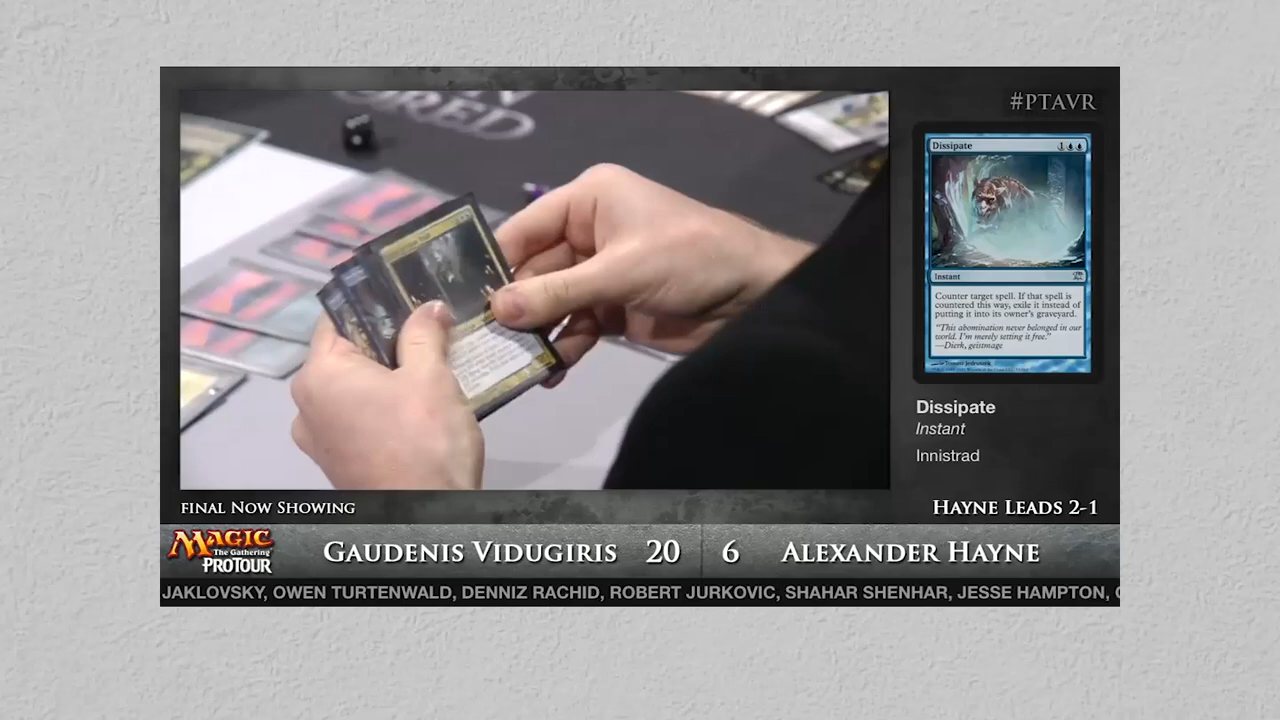 #PTAVR
Dissipate 1
Instant
Counter target spell. If that spell is
countered this way, exile it instead of
putting it into its owner's graveyard.
"This abomination never belonged in our
world. I'm merely setting it free."
—Dierk, geistmage
Dissipate
Instant
Innistrad
FINAL NOW SHOWING
HAYNE LEADS 2-1
MAGIC
The Gathering
PROTOUR
GAUDENIS VIDUGIRIS 20 6 ALEXANDER HAYNE
JAKLOVSKY, OWEN TURTENWALD, DENNIZ RACHID, ROBERT JURKOVIC, SHAHAR SHENHAR, JESSE HAMPTON,